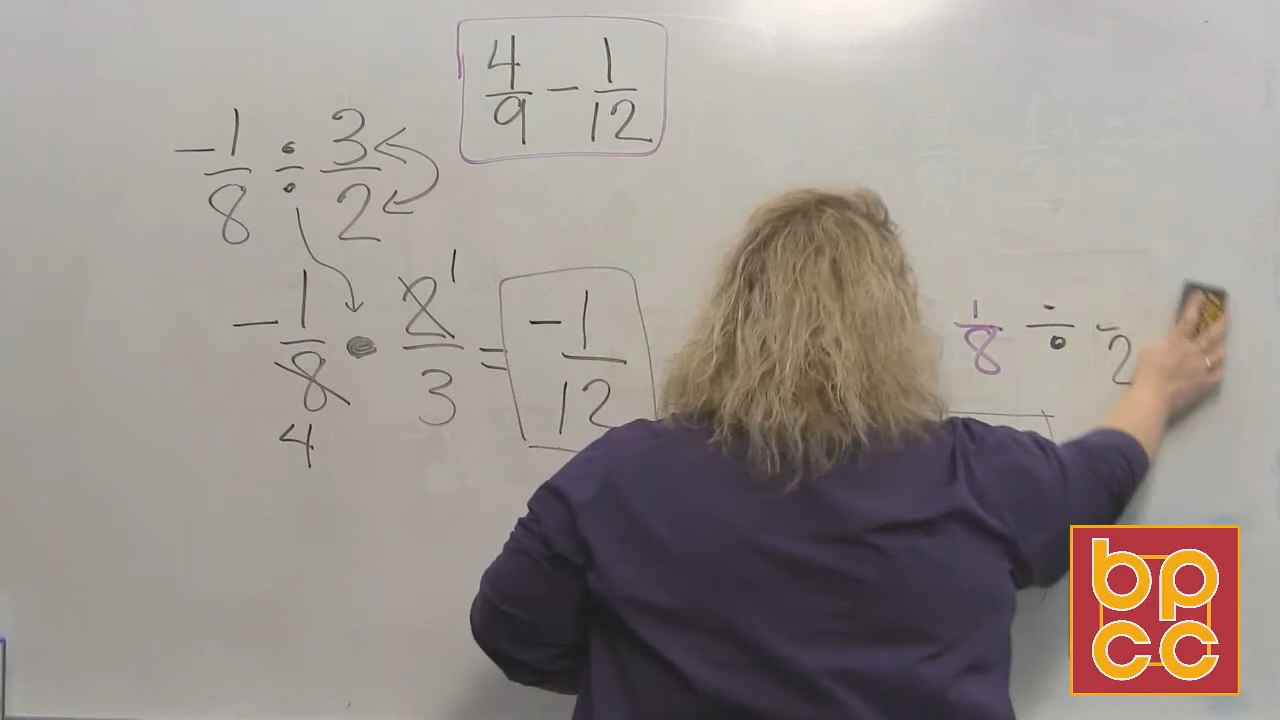 4/9 - 1/12
-1/8 ÷ 3/2
-1/8 • 2/3 = -1/12
1
4
1/8 ÷ - 2
bp
cc